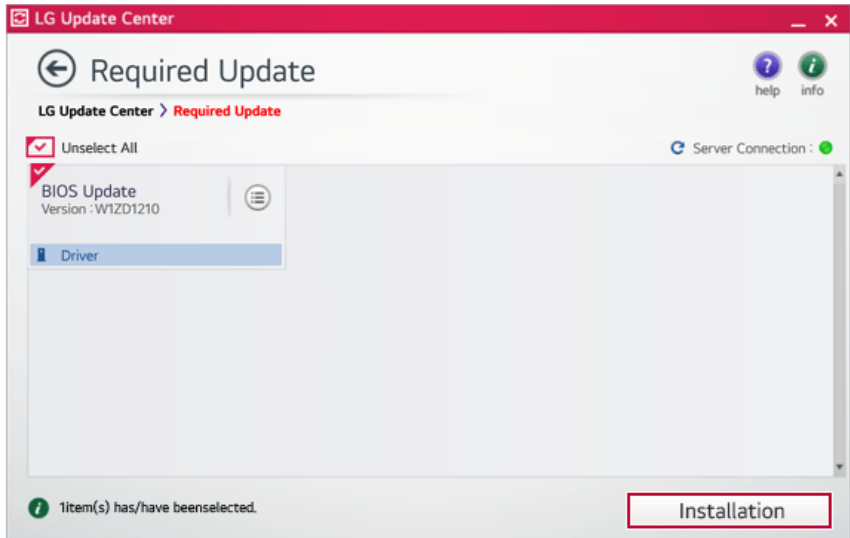 LG Update Center
Required Update
help
info
LG Update Center > Required Update
Unselect All
Server Connection :
BIOS Update
Version : W1ZD1210
Driver
1item(s) has/have beenselected.
Installation